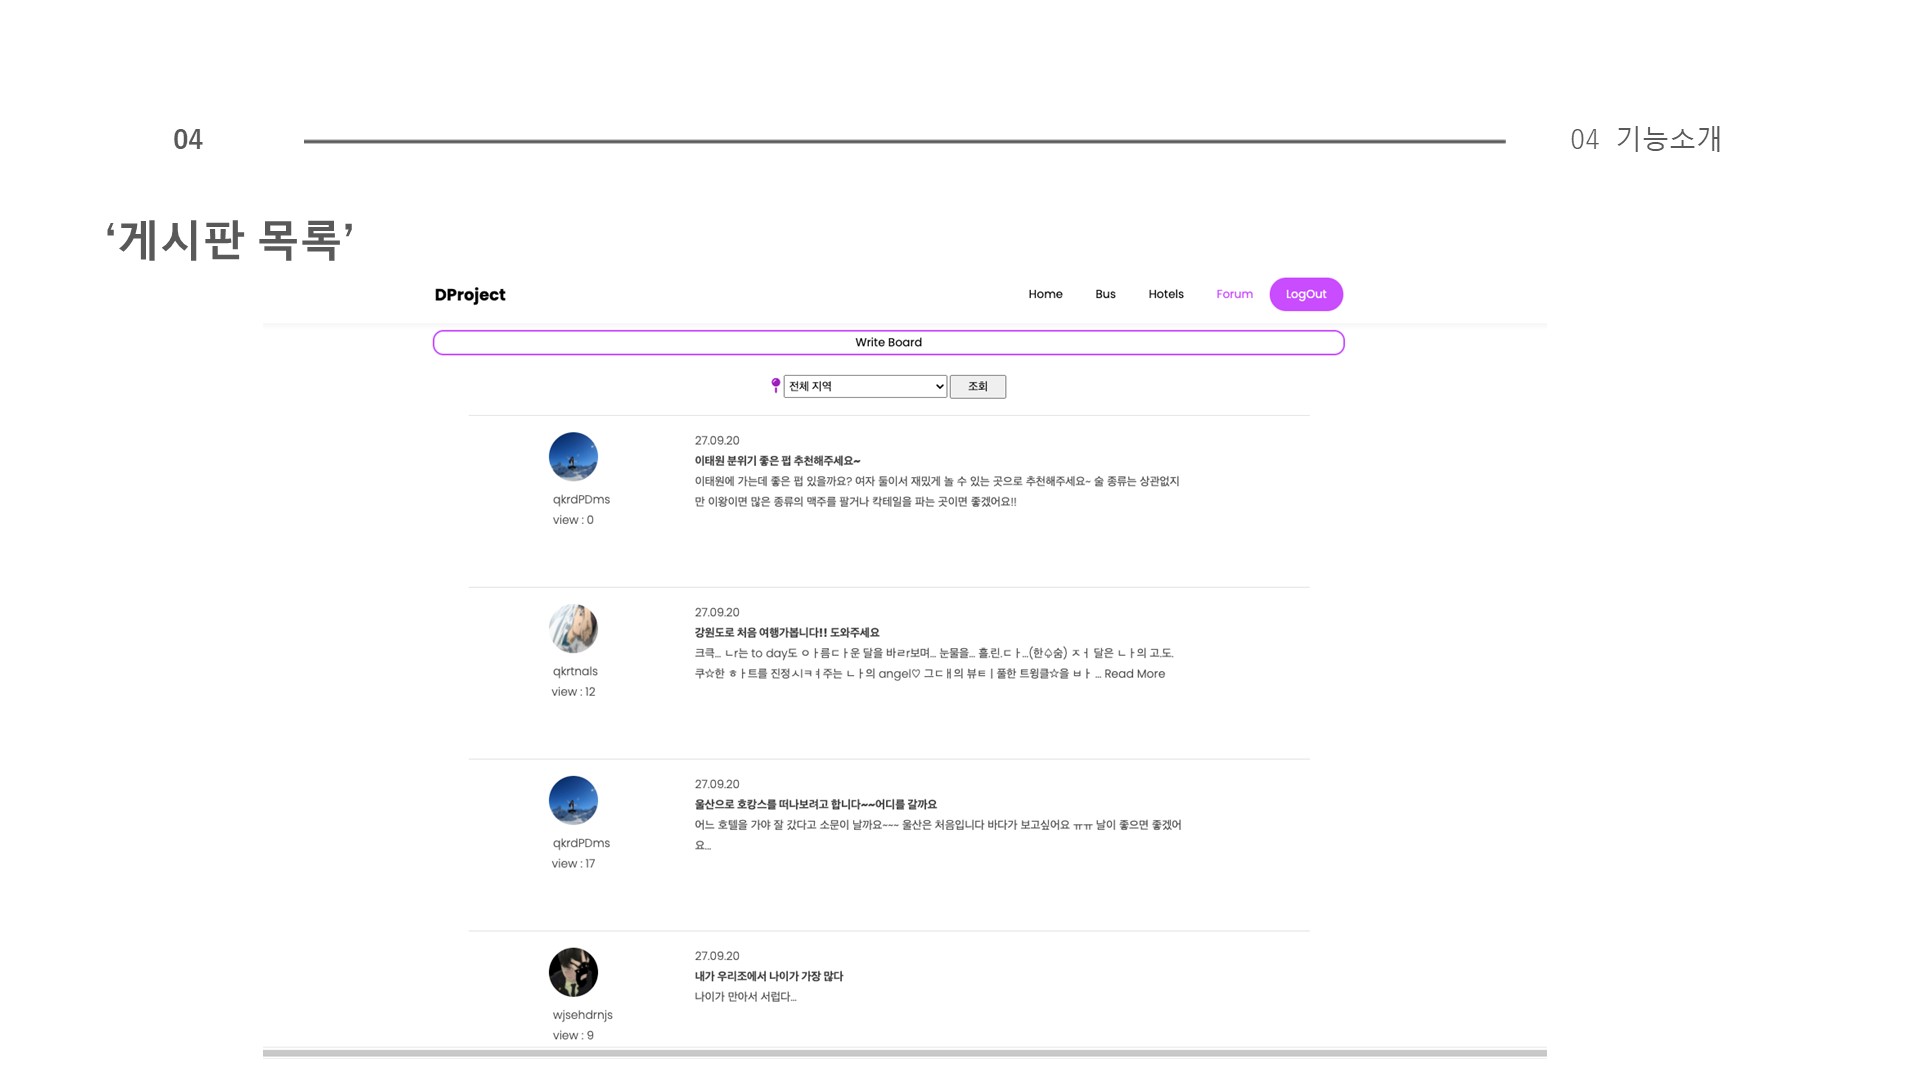 04
04 기능소개
‘게시판 목록’
DProject
Home Bus Hotels Forum LogOut
Write Board
전체 지역 조회
27.09.20
이태원 분위기 좋은 펍 추천해주세요~
이태원에 가는데 좋은 펍 있을까요? 여자 둘이서 재밌게 놀 수 있는 곳으로 추천해주세요~ 술 종류는 상관없지
만 이왕이면 많은 종류의 맥주를 팔거나 칵테일을 파는 곳이면 좋겠어요!!
qkrdPDms
view : 0
27.09.20
강원도로 처음 여행가봅니다!! 도와주세요
크큭... ㄴr는 to day도 ㅇㅏ름ㄷㅏ운 달을 바ㄹr보며... 눈물을... 흘린.ㄷㅏ...(한숨) ㅈㅓ 달은 ㄴㅏ의 고.도.
쿠☆한 ㅎㅏ트를 진정시ㅋㅕ주는 ㄴㅏ의 angel♡ 그ㄷㅐ의 뷰ㅌㅣ풀한 트윙클☆을 ㅂㅏ ... Read More
qkrtnals
view : 12
27.09.20
울산으로 호캉스를 떠나보려고 합니다~~어디를 갈까요
어느 호텔을 가야 잘 갔다고 소문이 날까요~~~ 울산은 처음입니다 바다가 보고싶어요 ㅠㅠ 날이 좋으면 좋겠어
요...
qkrdPDms
view : 17
27.09.20
내가 우리조에서 나이가 가장 많다
나이가 만아서 서럽다...
wjsehdrnjs
view : 9